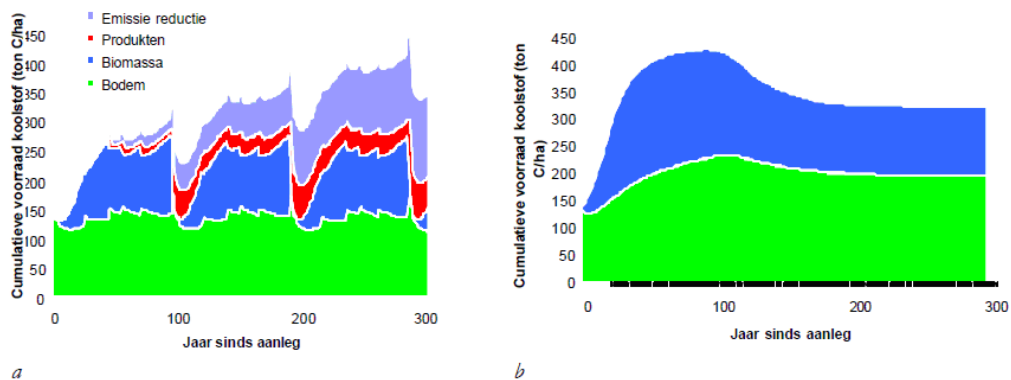 Emissie reductie
Produkten
Biomassa
Bodem
Cumulatieve voorraad koolstof (ton C/ha)
450
400
350
300
250
200
150
100
50
0
0 100 200 300
Jaar sinds aanleg
a
Cumulatieve voorraad koolstof (ton
C/ha)
450
400
350
300
250
200
150
100
50
0
0 100 200 300
Jaar sinds aanleg
b